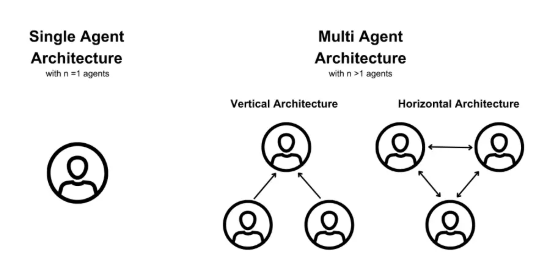 Single Agent
Architecture
with n =1 agents
Multi Agent
Architecture
with n >1 agents
Vertical Architecture
Horizontal Architecture